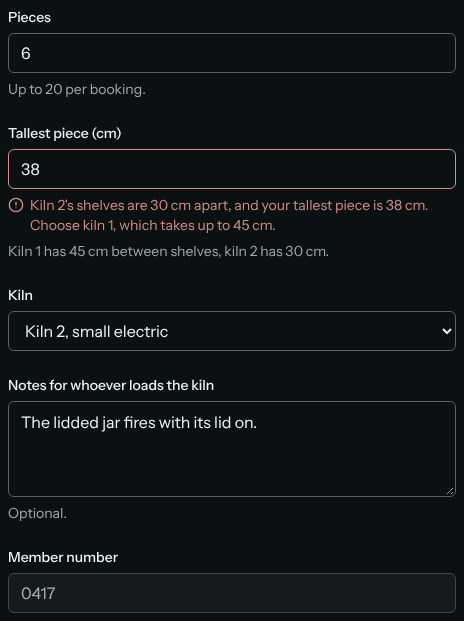 Pieces
6
Up to 20 per booking.
Tallest piece (cm)
38
Kiln 2's shelves are 30 cm apart, and your tallest piece is 38 cm.
Choose kiln 1, which takes up to 45 cm.
Kiln 1 has 45 cm between shelves, kiln 2 has 30 cm.
Kiln
Kiln 2, small electric
Notes for whoever loads the kiln
The lidded jar fires with its lid on.
Optional.
Member number
0417